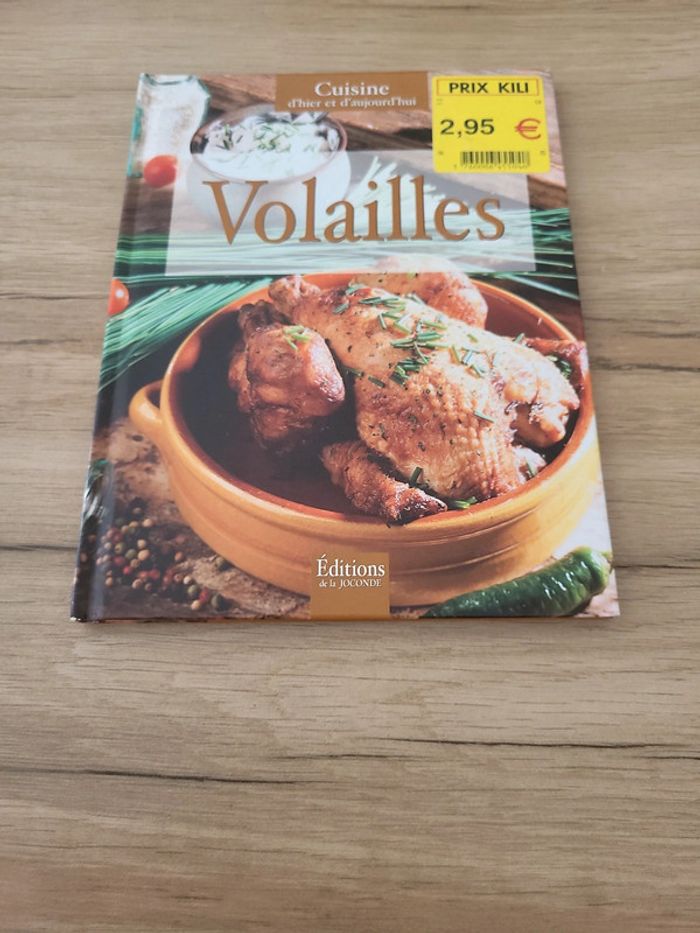 Cuisine
d'hier et d'aujourd'hui
PRIX KILI
2,95 €
Volailles
Éditions
de la JOCONDE